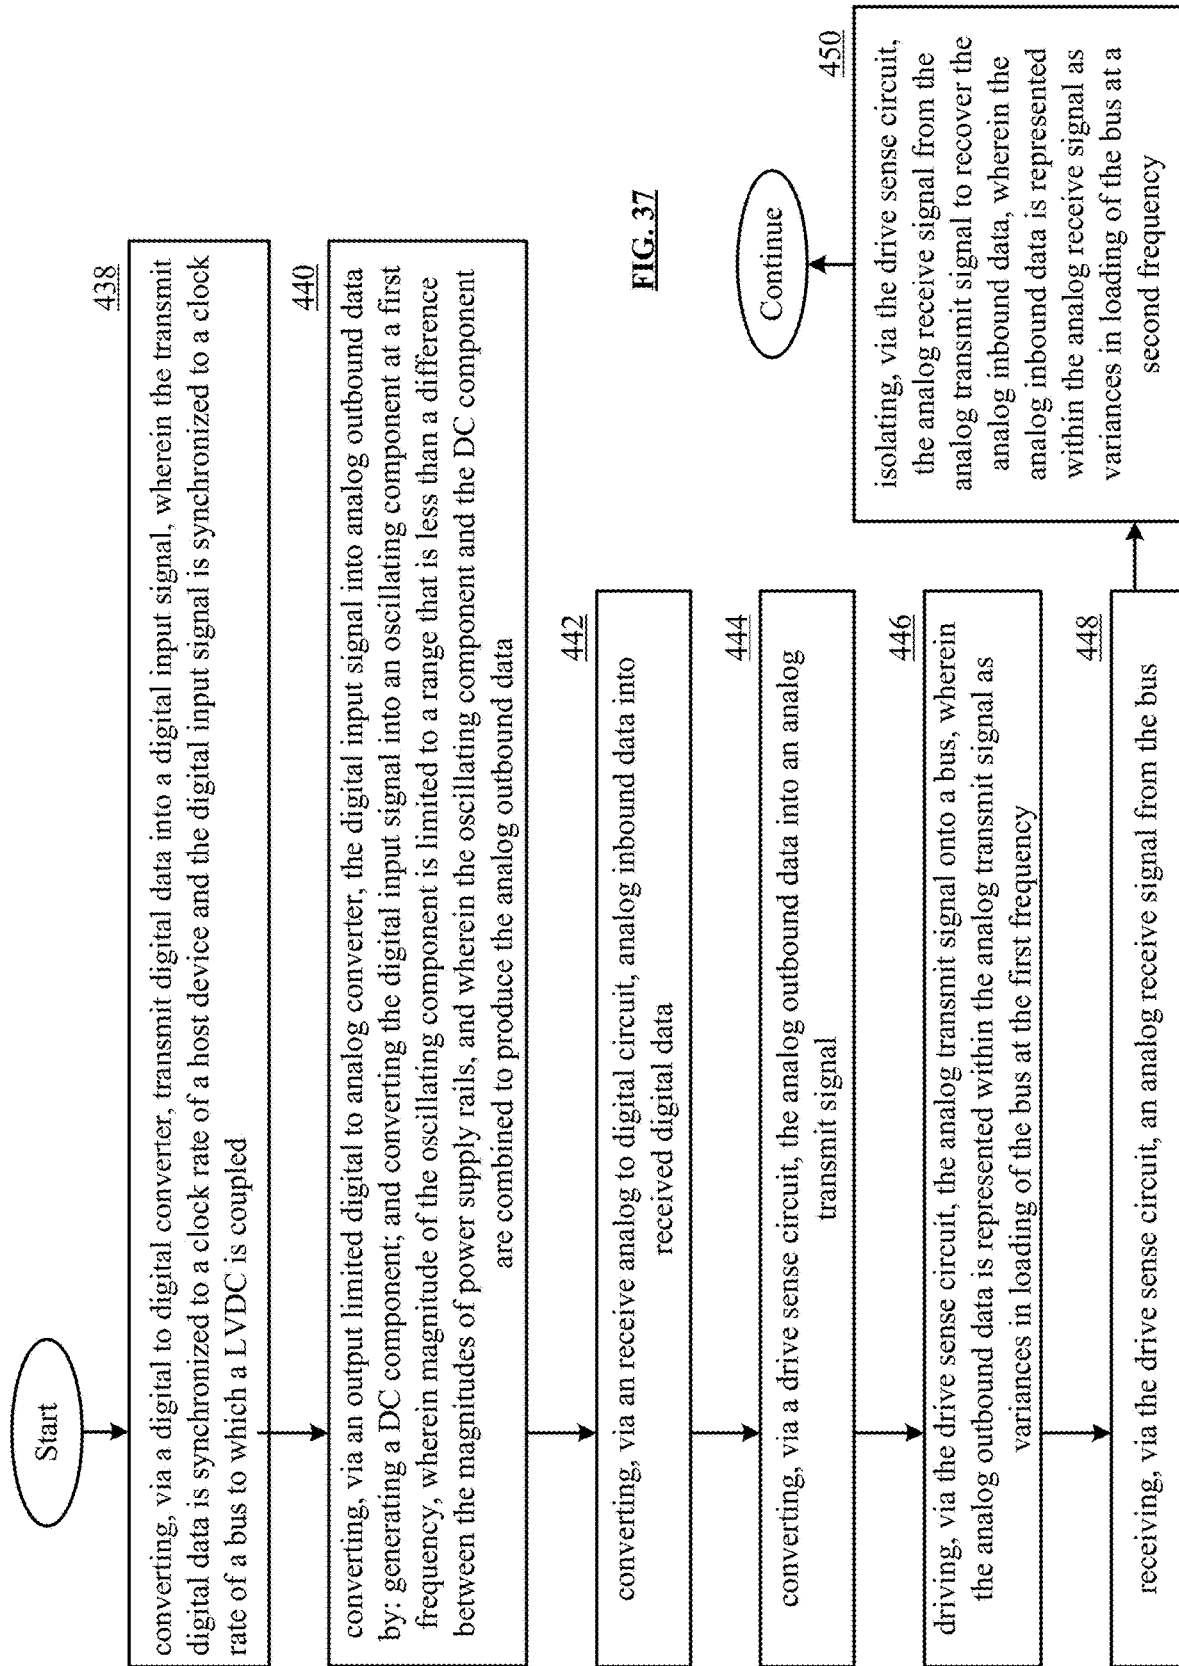 Start
438
converting, via a digital to digital converter, transmit digital data into a digital input signal, wherein the transmit
digital data is synchronized to a clock rate of a host device and the digital input signal is synchronized to a clock
rate of a bus to which a LVDC is coupled
440
converting, via an output limited digital to analog converter, the digital input signal into analog outbound data
by: generating a DC component; and converting the digital input signal into an oscillating component at a first
frequency, wherein magnitude of the oscillating component is limited to a range that is less than a difference
between the magnitudes of power supply rails, and wherein the oscillating component and the DC component
are combined to produce the analog outbound data
442
converting, via an receive analog to digital circuit, analog inbound data into
received digital data
444
converting, via a drive sense circuit, the analog outbound data into an analog
transmit signal
446
driving, via the drive sense circuit, the analog transmit signal onto a bus, wherein
the analog outbound data is represented within the analog transmit signal as
variances in loading of the bus at the first frequency
448
receiving, via the drive sense circuit, an analog receive signal from the bus
450
isolating, via the drive sense circuit,
the analog receive signal from the
analog transmit signal to recover the
analog inbound data, wherein the
analog inbound data is represented
within the analog receive signal as
variances in loading of the bus at a
second frequency
Continue
FIG. 37